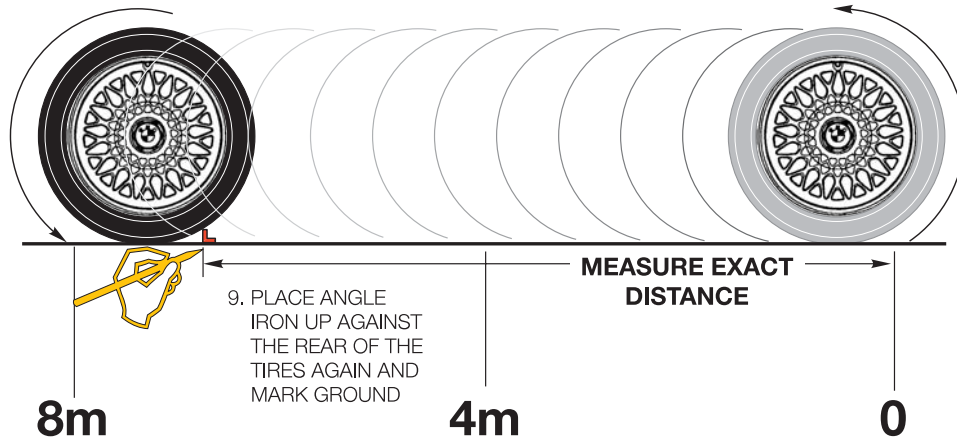 MEASURE EXACT
DISTANCE
9. PLACE ANGLE
IRON UP AGAINST
THE REAR OF THE
TIRES AGAIN AND
MARK GROUND
8m
4m
0